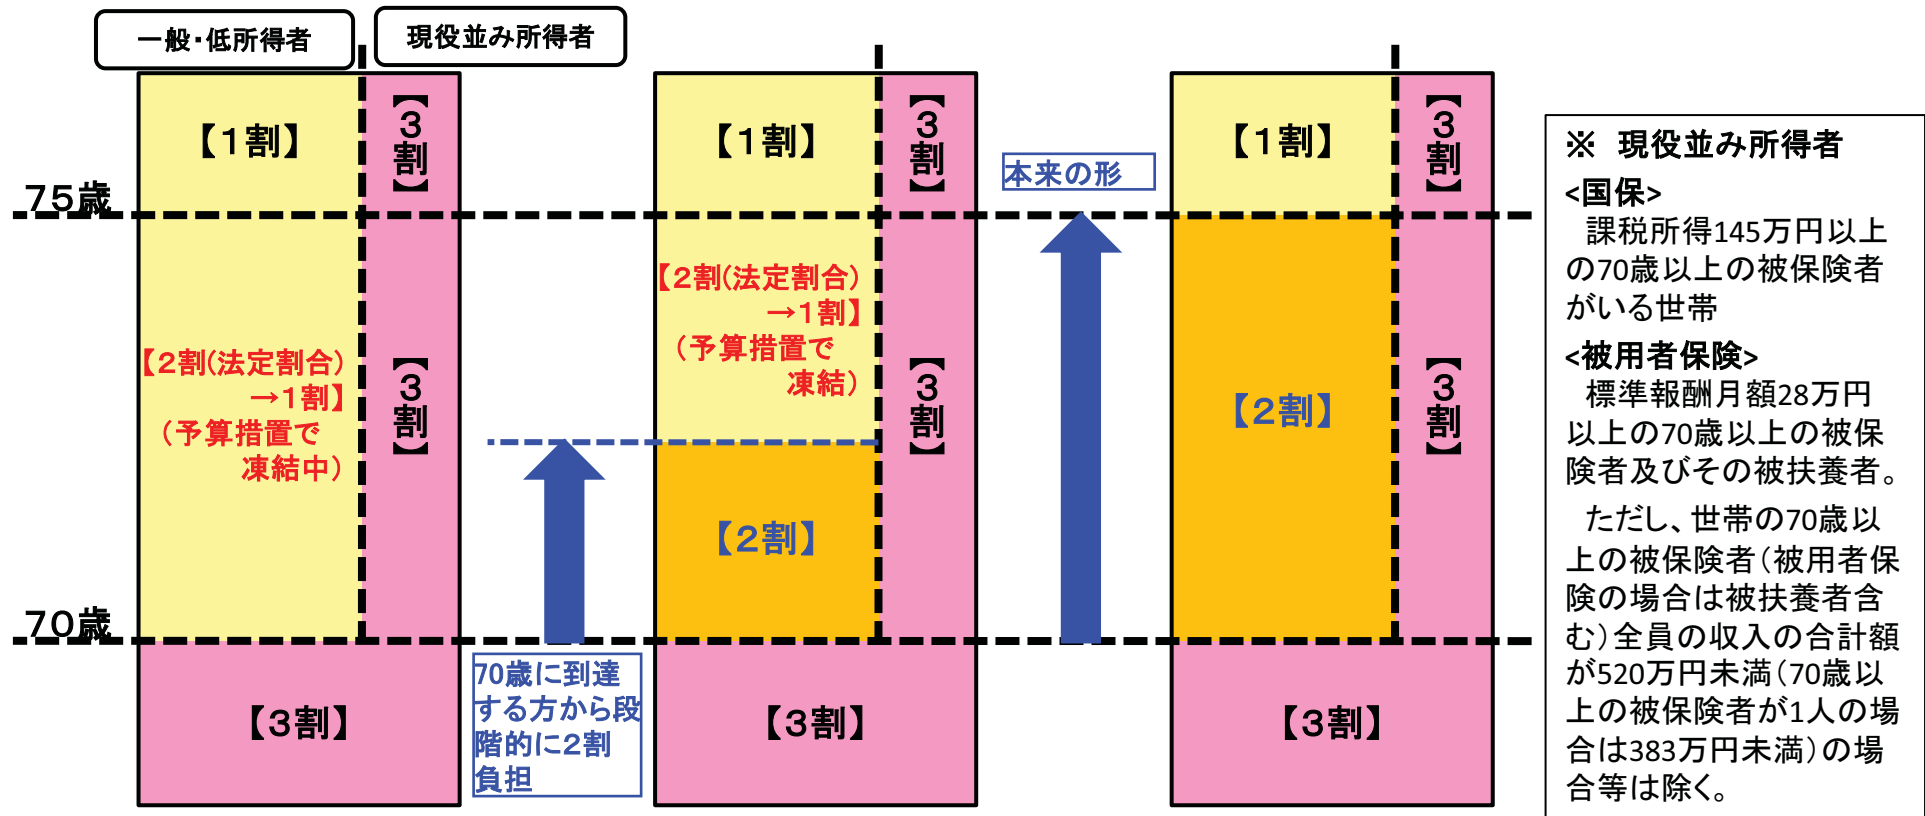 一般・低所得者
現役並み所得者
【1割】
【3割】
75歳
【2割(法定割合)
→1割】
(予算措置で
凍結中)
【3割】
70歳
【3割】
70歳に到達
する方から段
階的に2割
負担
【1割】
【3割】
【2割(法定割合)
→1割】
(予算措置で
凍結)
【3割】
【2割】
【3割】
本来の形
【1割】
【3割】
【2割】
【3割】
【3割】
※ 現役並み所得者
<国保>
課税所得145万円以上
の70歳以上の被保険者
がいる世帯
<被用者保険>
標準報酬月額28万円
以上の70歳以上の被保
険者及びその被扶養者。
ただし、世帯の70歳以
上の被保険者(被用者保
険の場合は被扶養者含
む)全員の収入の合計額
が520万円未満(70歳以
上の被保険者が1人の場
合は383万円未満)の場
合等は除く。